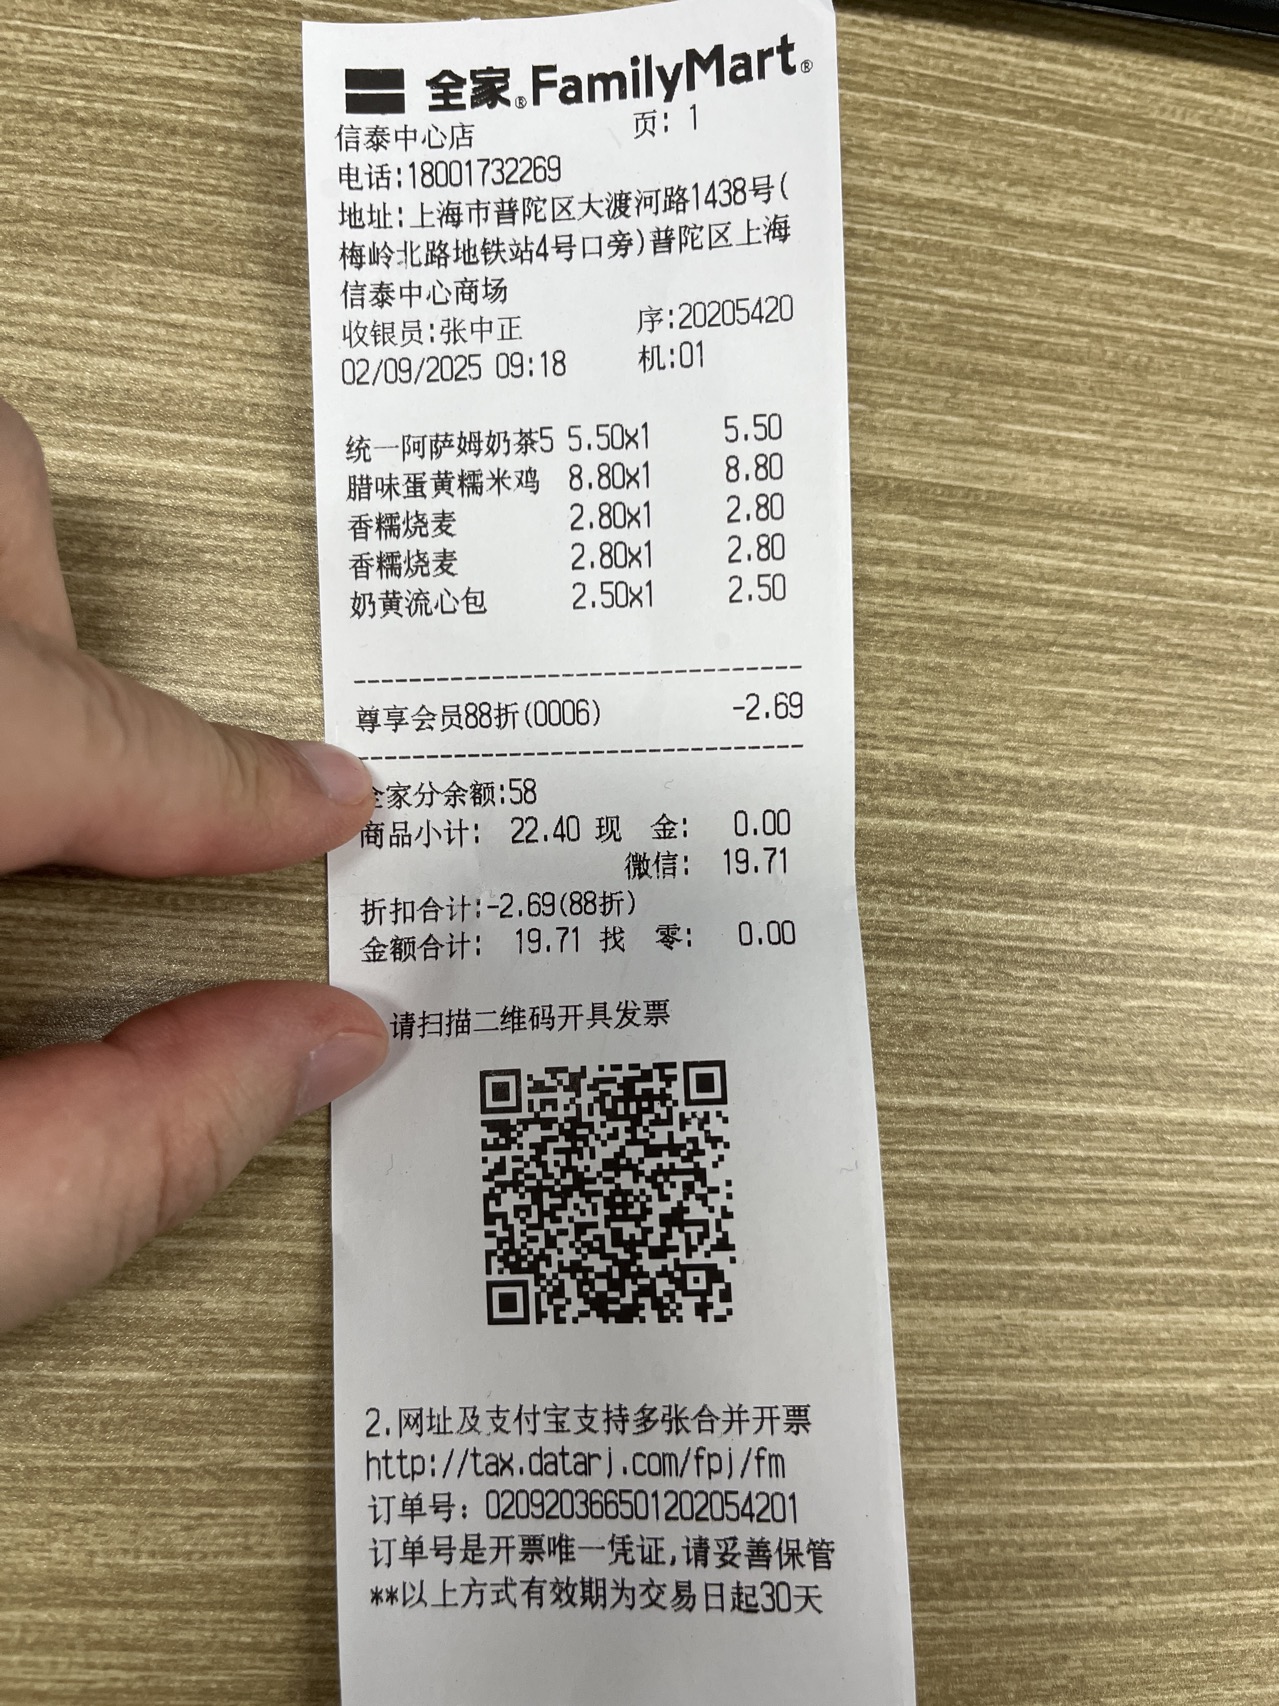 全家® FamilyMart®
信泰中心店 页: 1
电话:18001732269
地址:上海市普陀区大渡河路1438号(
梅岭北路地铁站4号口旁)普陀区上海
信泰中心商场
收银员:张中正 序:20205420
02/09/2025 09:18 机:01
统一阿萨姆奶茶5 5.50x1 5.50
腊味蛋黄糯米鸡 8.80x1 8.80
香糯烧麦 2.80x1 2.80
香糯烧麦 2.80x1 2.80
奶黄流心包 2.50x1 2.50
尊享会员88折(0006) -2.69
全家分余额:58
商品小计: 22.40 现 金: 0.00
微信: 19.71
折扣合计:-2.69(88折)
金额合计: 19.71 找 零: 0.00
请扫描二维码开具发票
2.网址及支付宝支持多张合并开票
http://tax.datarj.com/fpj/fm
订单号: 020920366501202054201
订单号是开票唯一凭证,请妥善保管
**以上方式有效期为交易日起30天